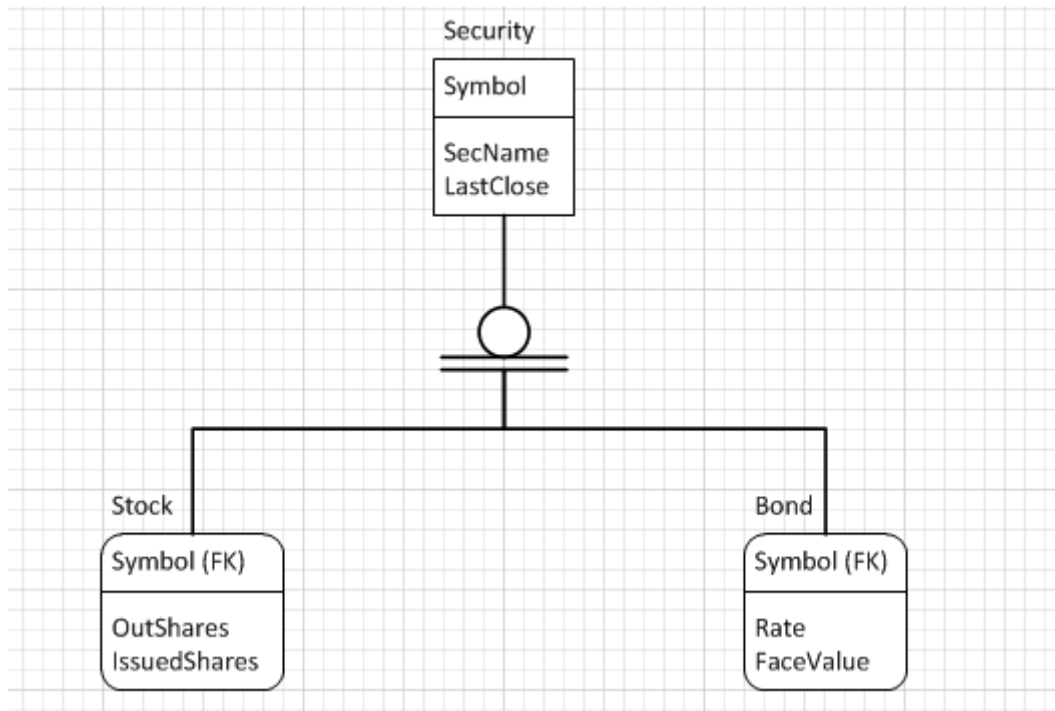 Security
Symbol
SecName
LastClose
Stock
Symbol (FK)
OutShares
IssuedShares
Bond
Symbol (FK)
Rate
FaceValue